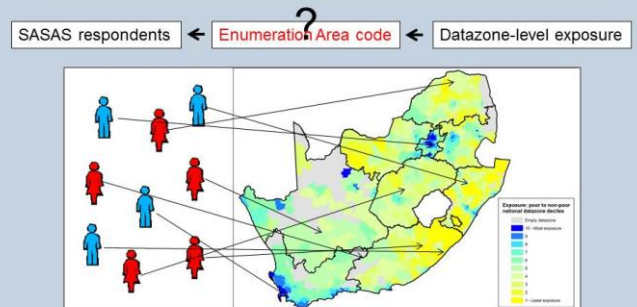 ?
SASAS respondents ← Enumeration Area code ← Datazone-level exposure
Exposure: poor to non-poor
national datazone deciles
Empty datazone
10 - Most exposure
9
8
7
6
5
4
3
2
1 - Least exposure